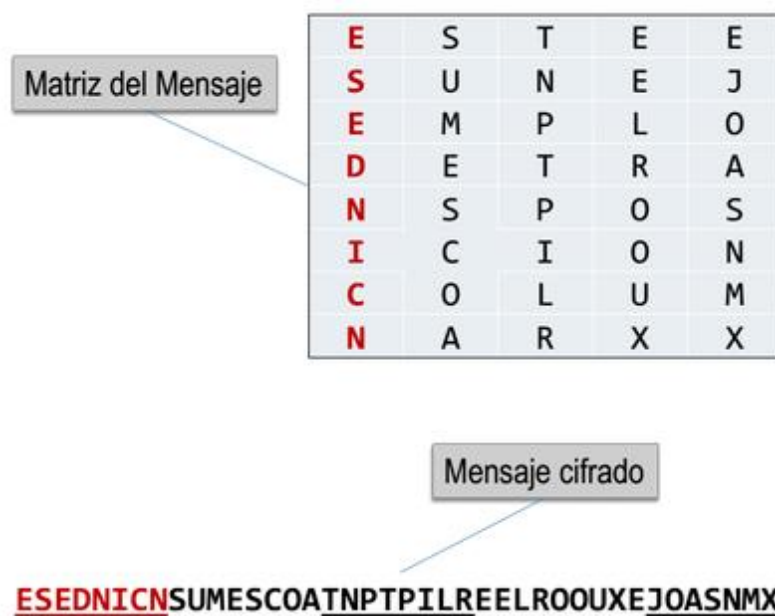 Matriz del Mensaje
E S T E E
S U N E J
E M P L O
D E T R A
N S P O S
I C I O N
C O L U M
N A R X X
Mensaje cifrado
ESEDNICNSUMESCOATNPTPILREELROOUXEJOASNMX